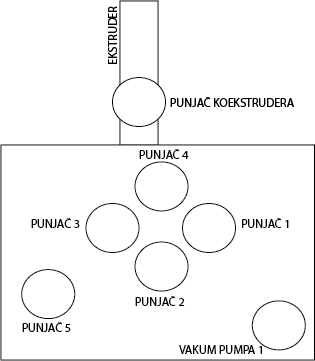 EKSTRUDER
PUNJAČ KOEKSTRUDERA
PUNJAČ 4
PUNJAČ 3
PUNJAČ 1
PUNJAČ 2
PUNJAČ 5
VAKUM PUMPA 1